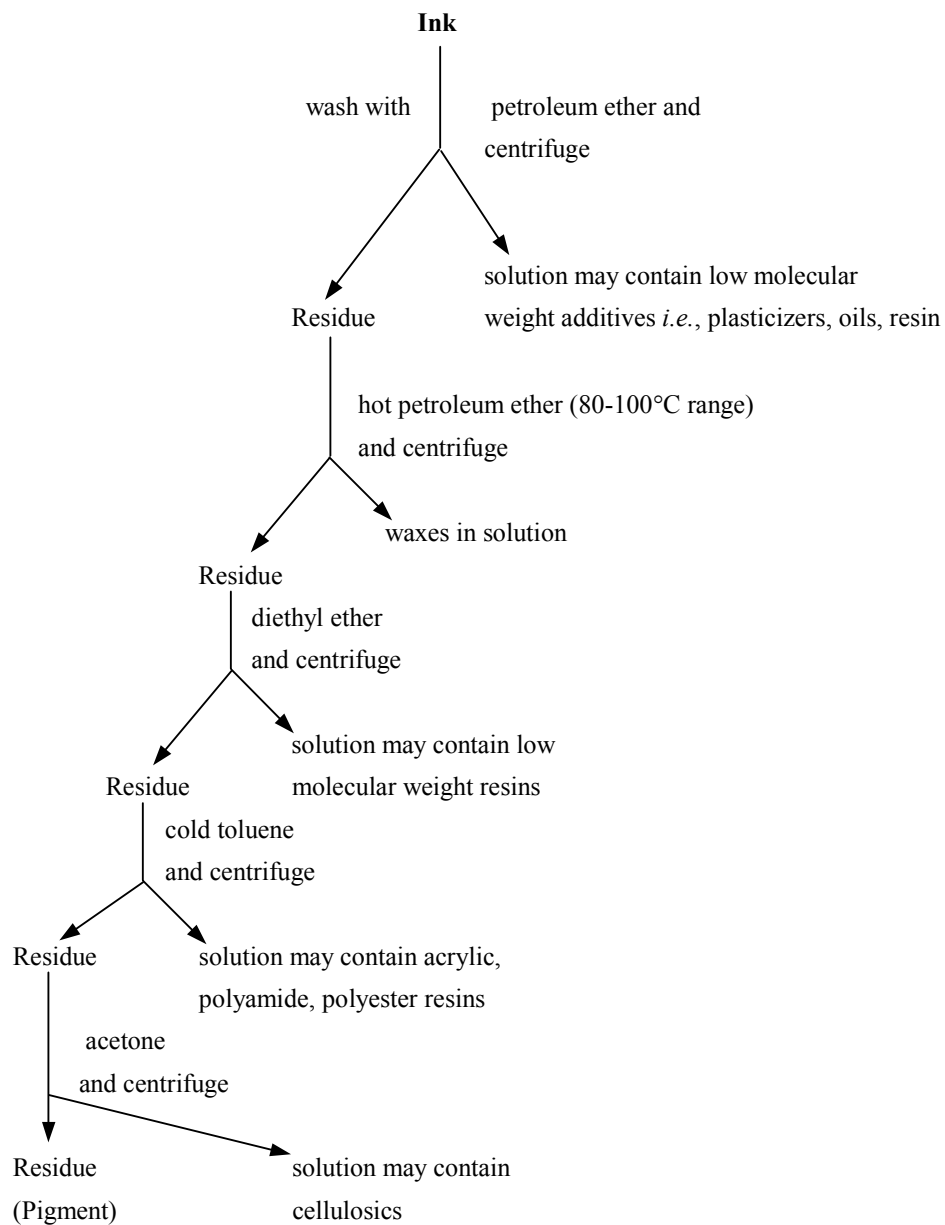 Ink
wash with petroleum ether and
centrifuge
solution may contain low molecular
weight additives i.e., plasticizers, oils, resin
Residue
hot petroleum ether (80-100°C range)
and centrifuge
waxes in solution
Residue
diethyl ether
and centrifuge
solution may contain low
molecular weight resins
Residue
cold toluene
and centrifuge
Residue
solution may contain acrylic,
polyamide, polyester resins
acetone
and centrifuge
Residue
(Pigment)
solution may contain
cellulosics